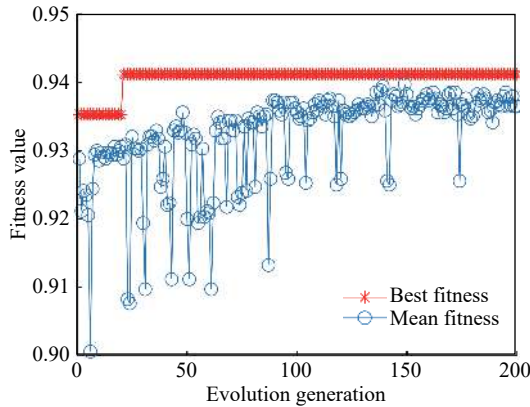 0.95
0.94
0.93
0.92
0.91
0.90
Fitness value
Best fitness
Mean fitness
0 50 100 150 200
Evolution generation